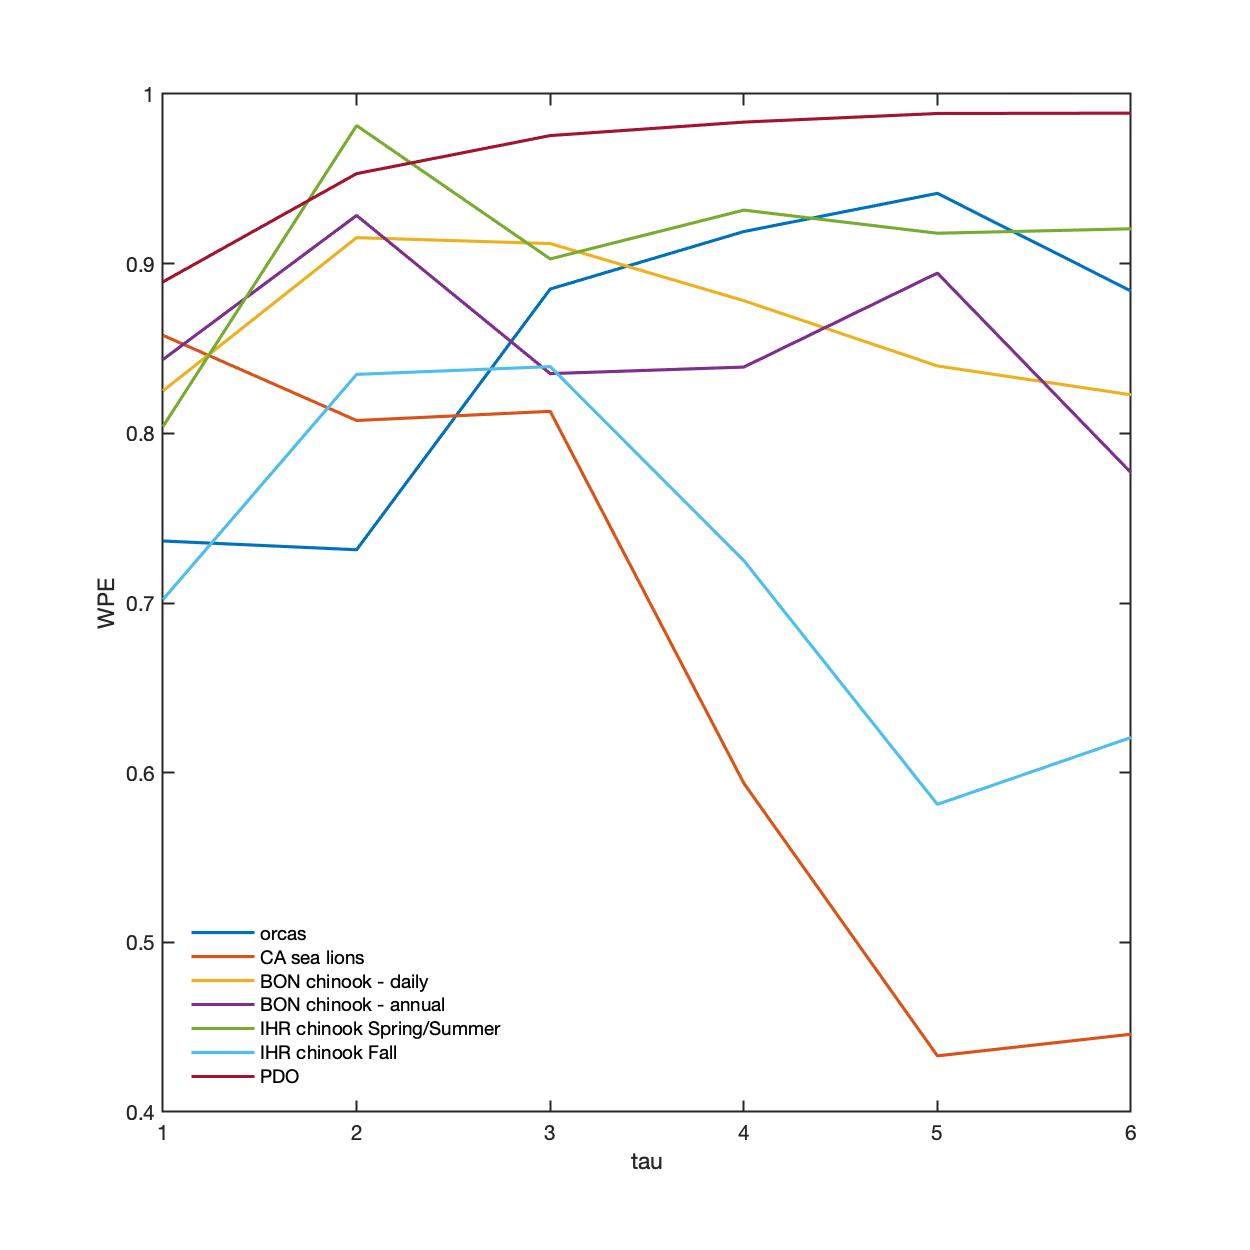 1
0.9
0.8
0.7
0.6
0.5
0.4
WPE
orcas
CA sea lions
BON chinook - daily
BON chinook - annual
IHR chinook Spring/Summer
IHR chinook Fall
PDO
1 2 3 4 5 6
tau